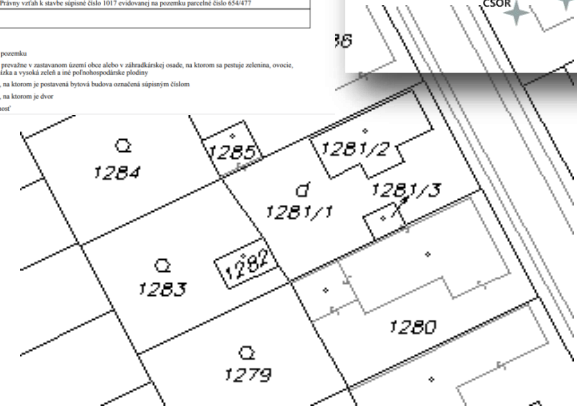 Právny vzťah k stavbe súpisné číslo 1017 evidovanej na pozemku parcelné číslo 654/477
CSOR
pozemku
prevažne v zastavanom území obce alebo v záhradkárskej osade, na ktorom sa pestuje zelenina, ovocie,
nízka a vysoká zeleň a iné poľnohospodárske plodiny
, na ktorom je postavená bytová budova označená súpisným číslom
, na ktorom je dvor
1284
1285
1281/2
1281/3
1281/1
1282
1283
1280
1279